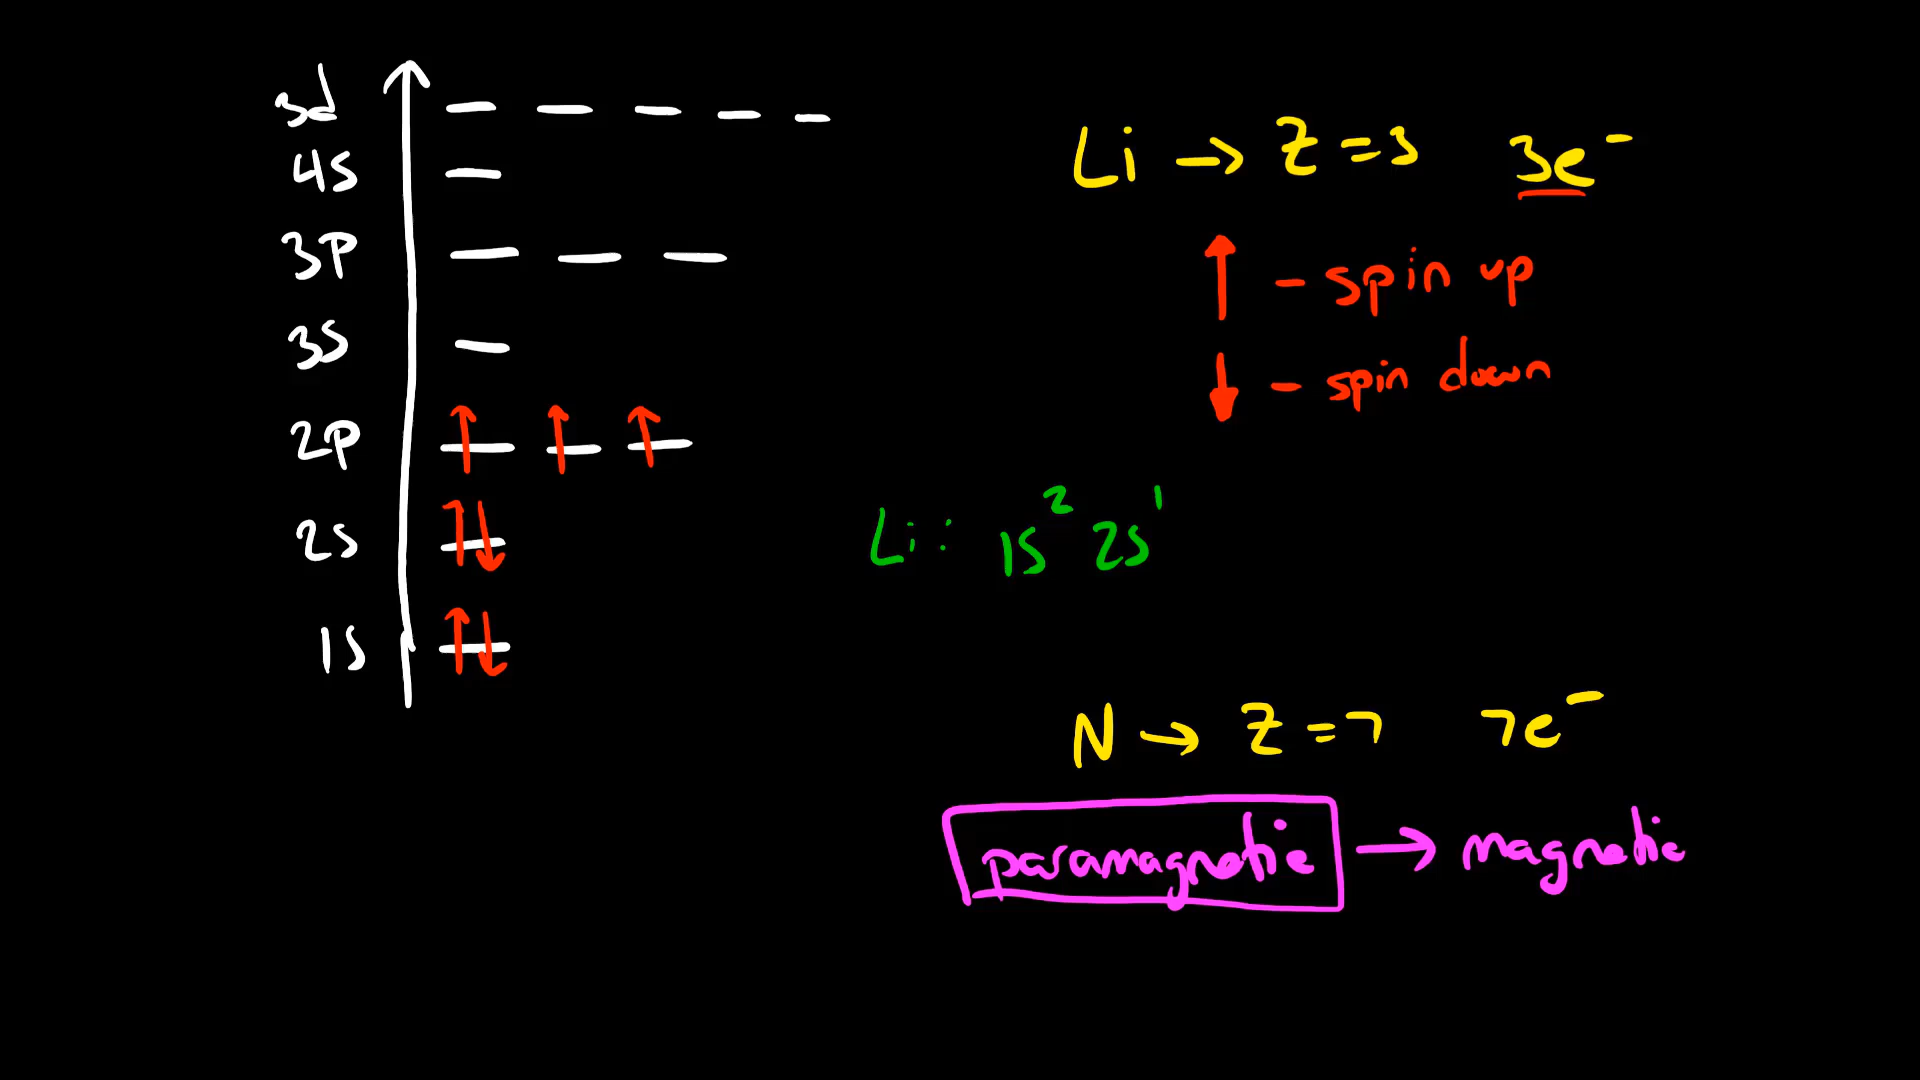 3d
4s
3p
3s
2p
2s
1s
Li → Z = 3 3e⁻
↑ - spin up
↓ - spin down
Li: 1s² 2s¹
N → Z = 7 7e⁻
paramagnetic → magnetic